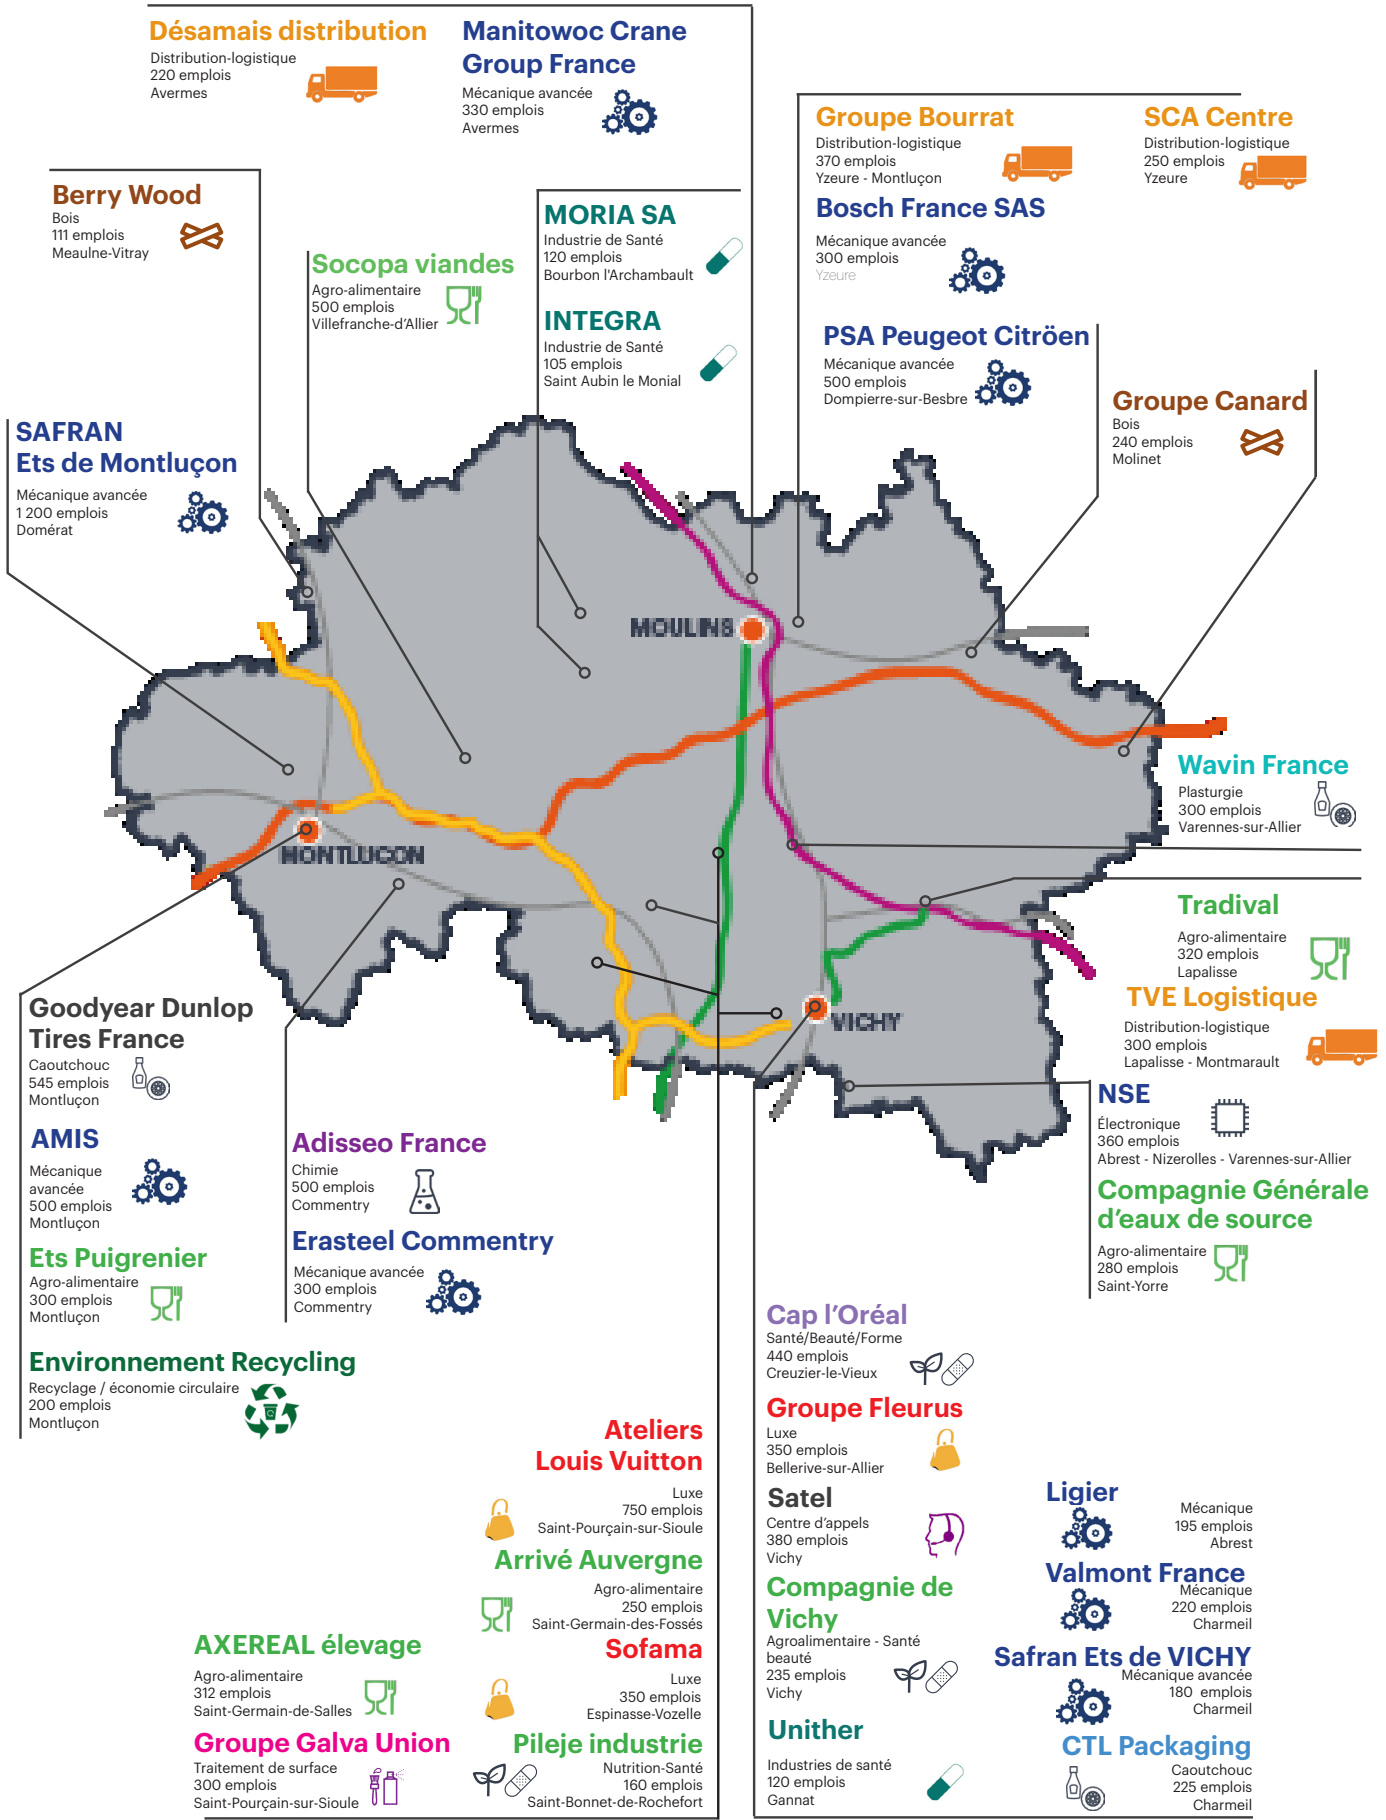 Désamais distribution
Distribution-logistique
220 emplois
Avermes
Manitowoc Crane
Group France
Mécanique avancée
330 emplois
Avermes
Groupe Bourrat
Distribution-logistique
370 emplois
Yzeure - Montluçon
SCA Centre
Distribution-logistique
250 emplois
Yzeure
Bosch France SAS
Mécanique avancée
300 emplois
Yzeure
Berry Wood
Bois
111 emplois
Meaulne-Vitray
MORIA SA
Industrie de Santé
120 emplois
Bourbon l'Archambault
Socopa viandes
Agro-alimentaire
500 emplois
Villefranche-d’Allier
INTEGRA
Industrie de Santé
105 emplois
Saint Aubin le Monial
PSA Peugeot Citröen
Mécanique avancée
500 emplois
Dompierre-sur-Besbre
Groupe Canard
Bois
240 emplois
Molinet
SAFRAN
Ets de Montluçon
Mécanique avancée
1 200 emplois
Domérat
MOULINS
MONTLUCON
VICHY
Wavin France
Plasturgie
300 emplois
Varennes-sur-Allier
Tradival
Agro-alimentaire
320 emplois
Lapalisse
TVE Logistique
Distribution-logistique
300 emplois
Lapalisse - Montmarault
NSE
Électronique
360 emplois
Abrest - Nizerolles - Varennes-sur-Allier
Compagnie Générale
d’eaux de source
Agro-alimentaire
280 emplois
Saint-Yorre
Goodyear Dunlop
Tires France
Caoutchouc
545 emplois
Montluçon
AMIS
Mécanique
avancée
500 emplois
Montluçon
Ets Puigrenier
Agro-alimentaire
300 emplois
Montluçon
Environnement Recycling
Recyclage / économie circulaire
200 emplois
Montluçon
Adisseo France
Chimie
500 emplois
Commentry
Erasteel Commentry
Mécanique avancée
300 emplois
Commentry
Ateliers
Louis Vuitton
Luxe
750 emplois
Saint-Pourçain-sur-Sioule
Arrivé Auvergne
Agro-alimentaire
250 emplois
Saint-Germain-des-Fossés
AXEREAL élevage
Agro-alimentaire
312 emplois
Saint-Germain-de-Salles
Sofama
Luxe
350 emplois
Espinasse-Vozelle
Groupe Galva Union
Traitement de surface
300 emplois
Saint-Pourçain-sur-Sioule
Pileje industrie
Nutrition-Santé
160 emplois
Saint-Bonnet-de-Rochefort
Cap l’Oréal
Santé/Beauté/Forme
440 emplois
Creuzier-le-Vieux
Groupe Fleurus
Luxe
350 emplois
Bellerive-sur-Allier
Satel
Centre d’appels
380 emplois
Vichy
Compagnie de
Vichy
Agroalimentaire - Santé
beauté
235 emplois
Vichy
Unither
Industries de santé
120 emplois
Gannat
Ligier
Mécanique
195 emplois
Abrest
Valmont France
Mécanique
220 emplois
Charmeil
Safran Ets de VICHY
Mécanique avancée
180 emplois
Charmeil
CTL Packaging
Caoutchouc
225 emplois
Charmeil